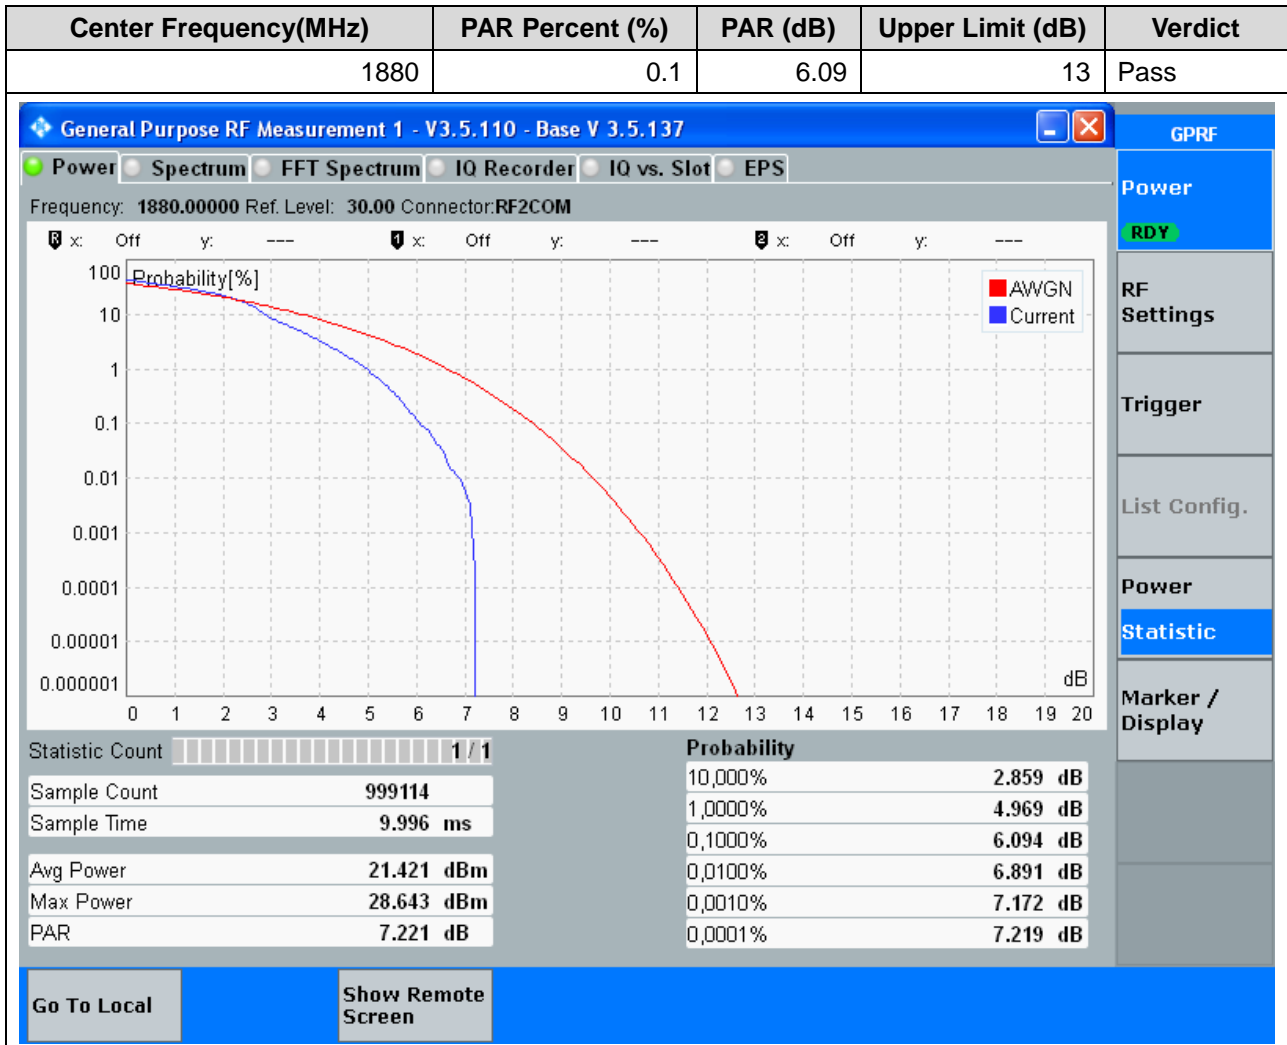 Center Frequency(MHz) PAR Percent (%) PAR (dB) Upper Limit (dB) Verdict
1880 0.1 6.09 13 Pass
General Purpose RF Measurement 1 - V3.5.110 - Base V 3.5.137
GPRF
Power Spectrum FFT Spectrum IQ Recorder IQ vs. Slot EPS
Power
RDY
Frequency: 1880.00000 Ref. Level: 30.00 Connector:RF2COM
R x: Off y: --- 1 x: Off y: --- 2 x: Off y: ---
Probability[%]
AWGN
Current
100
10
1
0.1
0.01
0.001
0.0001
0.00001
0.000001
dB
0 1 2 3 4 5 6 7 8 9 10 11 12 13 14 15 16 17 18 19 20
RF
Settings
Trigger
List Config.
Power
Statistic
Marker /
Display
Statistic Count 1 / 1
Sample Count 999114
Sample Time 9.996 ms
Avg Power 21.421 dBm
Max Power 28.643 dBm
PAR 7.221 dB
Probability
10,000% 2.859 dB
1,0000% 4.969 dB
0,1000% 6.094 dB
0,0100% 6.891 dB
0,0010% 7.172 dB
0,0001% 7.219 dB
Go To Local
Show Remote
Screen